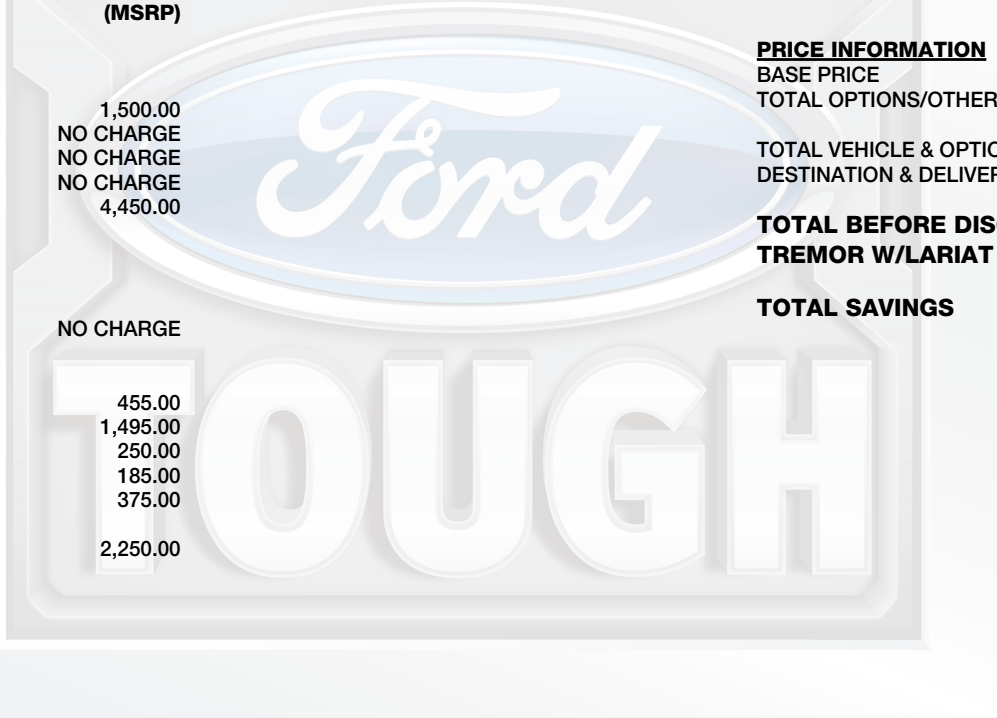 (MSRP)
1,500.00
NO CHARGE
NO CHARGE
NO CHARGE
4,450.00
NO CHARGE
455.00
1,495.00
250.00
185.00
375.00
2,250.00
PRICE INFORMATION
BASE PRICE
TOTAL OPTIONS/OTHER
TOTAL VEHICLE & OPTIO
DESTINATION & DELIVER
TOTAL BEFORE DIS
TREMOR W/LARIAT
TOTAL SAVINGS
Ford
TOUGH